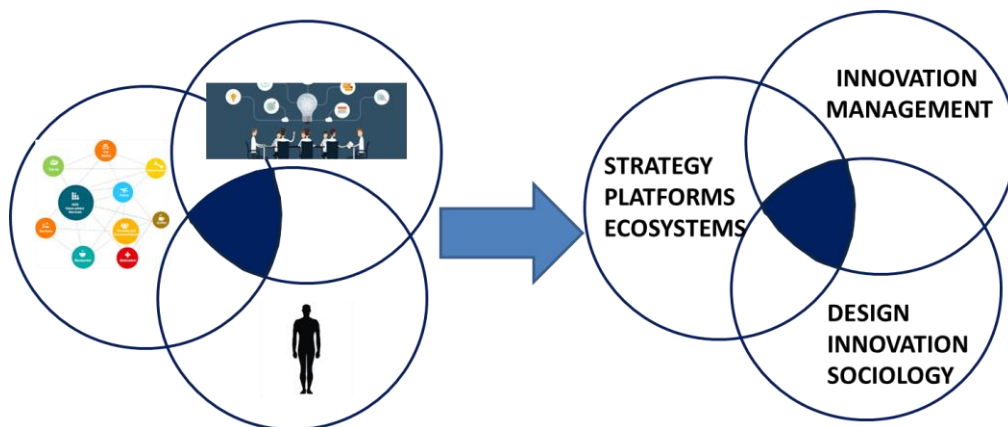 STRATEGY
PLATFORMS
ECOSYSTEMS
INNOVATION
MANAGEMENT
DESIGN
INNOVATION
SOCIOLOGY